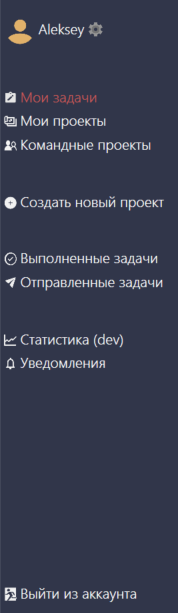 Aleksey
Мои задачи
Мои проекты
Командные проекты
Создать новый проект
Выполненные задачи
Отправленные задачи
Статистика (dev)
Уведомления
Выйти из аккаунта